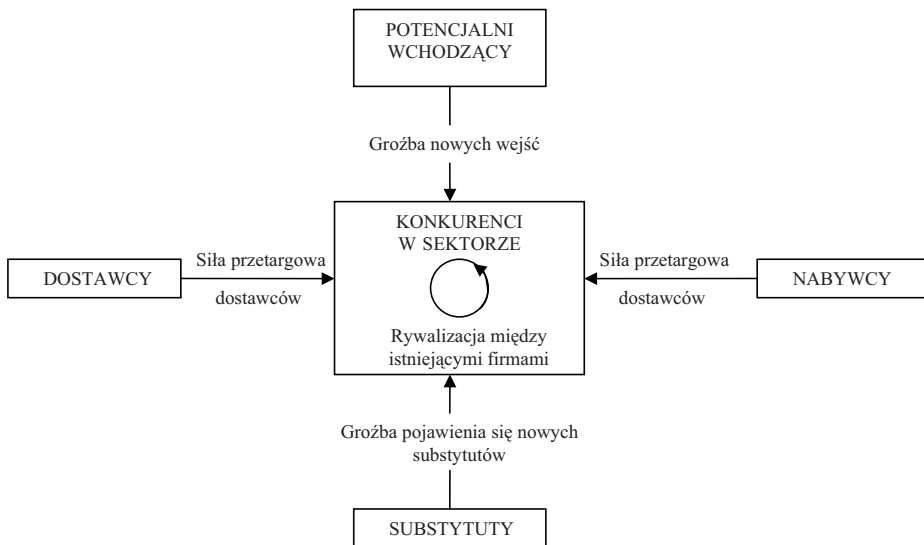 POTENCJALNI
WCHODZĄCY
Groźba nowych wejść
KONKURENCI
W SEKTORZE
DOSTAWCY
Siła przetargowa
dostawców
Siła przetargowa
dostawców
NABYWCY
Rywalizacja między
istniejącymi firmami
Groźba pojawienia się nowych
substytutów
SUBSTYTUTY